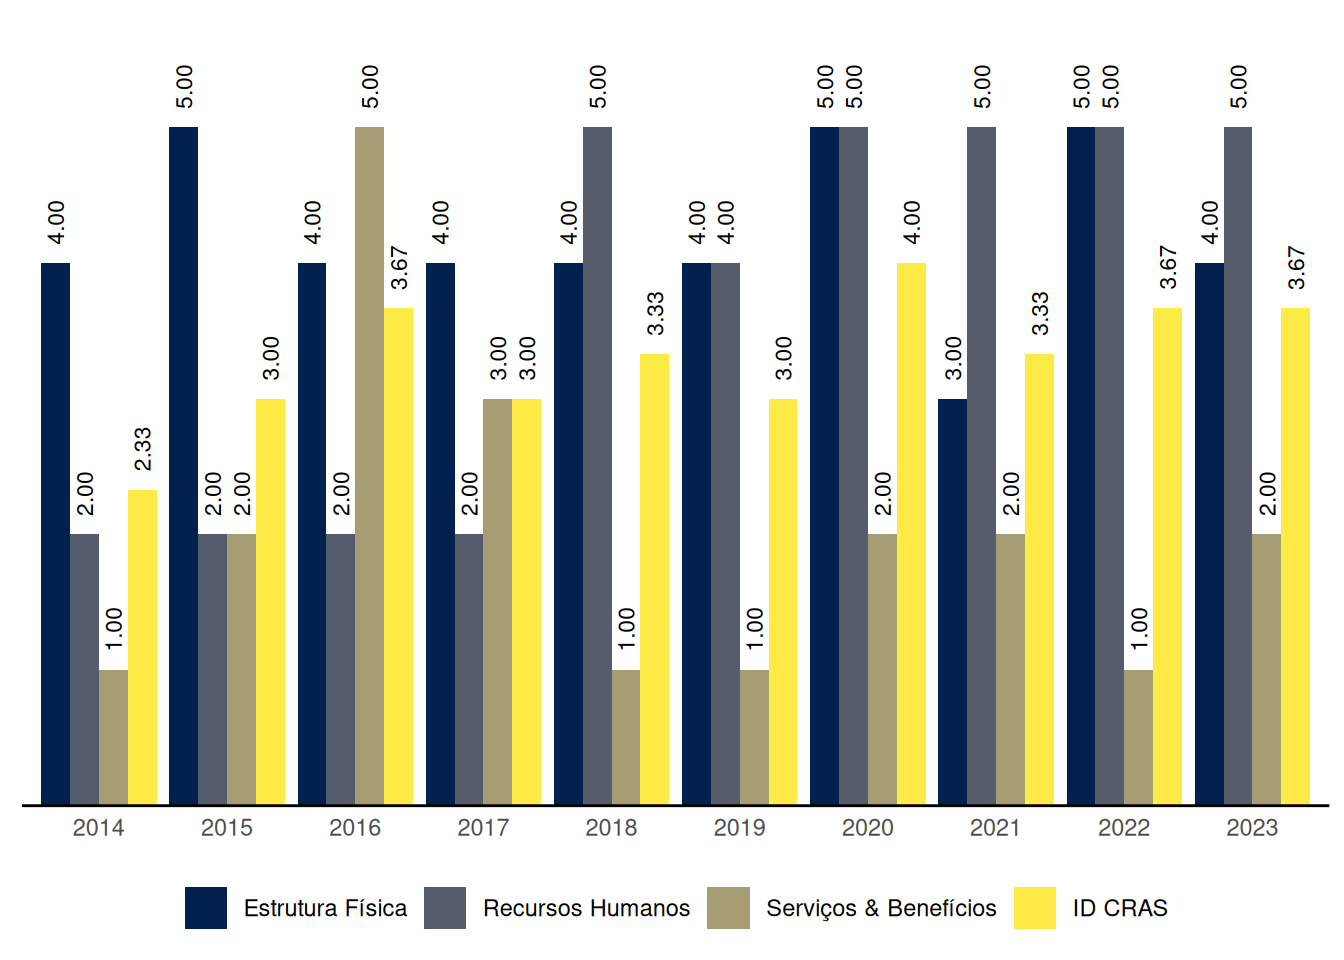 5.00 5.00 5.00 5.00 5.00 5.00 5.00 5.00 5.00
4.00 4.00 4.00 4.00 4.00 4.00 4.00 4.00
3.67 3.67 3.67
3.33 3.33
3.00 3.00 3.00 3.00 3.00
2.33
2.00 2.00 2.00 2.00 2.00 2.00 2.00 2.00
1.00 1.00 1.00 1.00
2014 2015 2016 2017 2018 2019 2020 2021 2022 2023
Estrutura Física Recursos Humanos Serviços & Benefícios ID CRAS